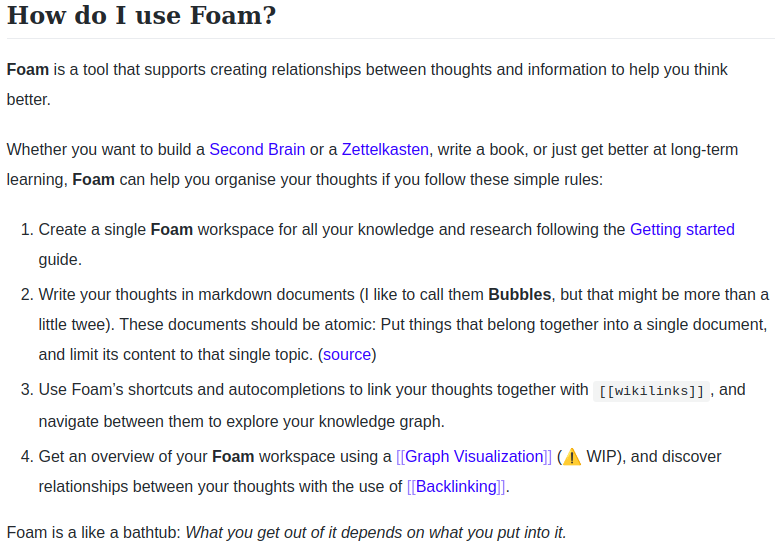 How do I use Foam?
Foam is a tool that supports creating relationships between thoughts and information to help you think
better.
Whether you want to build a Second Brain or a Zettelkasten, write a book, or just get better at long-term
learning, Foam can help you organise your thoughts if you follow these simple rules:
1. Create a single Foam workspace for all your knowledge and research following the Getting started
guide.
2. Write your thoughts in markdown documents (I like to call them Bubbles, but that might be more than a
little twee). These documents should be atomic: Put things that belong together into a single document,
and limit its content to that single topic. (source)
3. Use Foam’s shortcuts and autocompletions to link your thoughts together with [[wikilinks]] , and
navigate between them to explore your knowledge graph.
4. Get an overview of your Foam workspace using a [[Graph Visualization]] (⚠️ WIP), and discover
relationships between your thoughts with the use of [[Backlinking]].
Foam is a like a bathtub: What you get out of it depends on what you put into it.